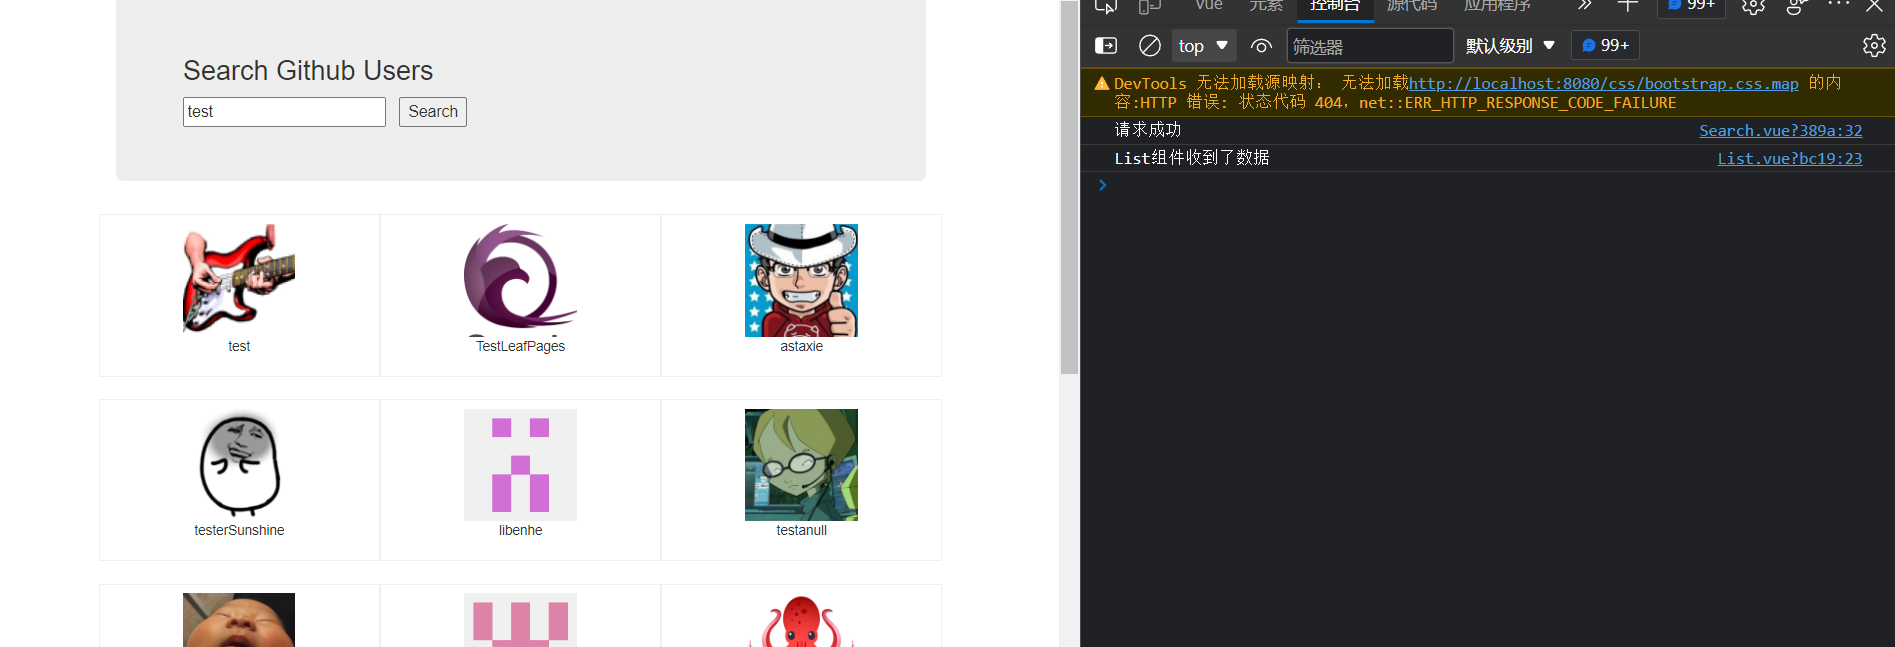 Search Github Users
test
Search
test
TestLeafPages
astaxie
testerSunshine
libenhe
testanull
Vue
元素
控制台
源代码
应用程序
99+
top
筛选器
默认级别
99+
DevTools 无法加载源映射： 无法加载http://localhost:8080/css/bootstrap.css.map 的内
容:HTTP 错误: 状态代码 404，net::ERR_HTTP_RESPONSE_CODE_FAILURE
请求成功 Search.vue?389a:32
List组件收到了数据 List.vue?bc19:23